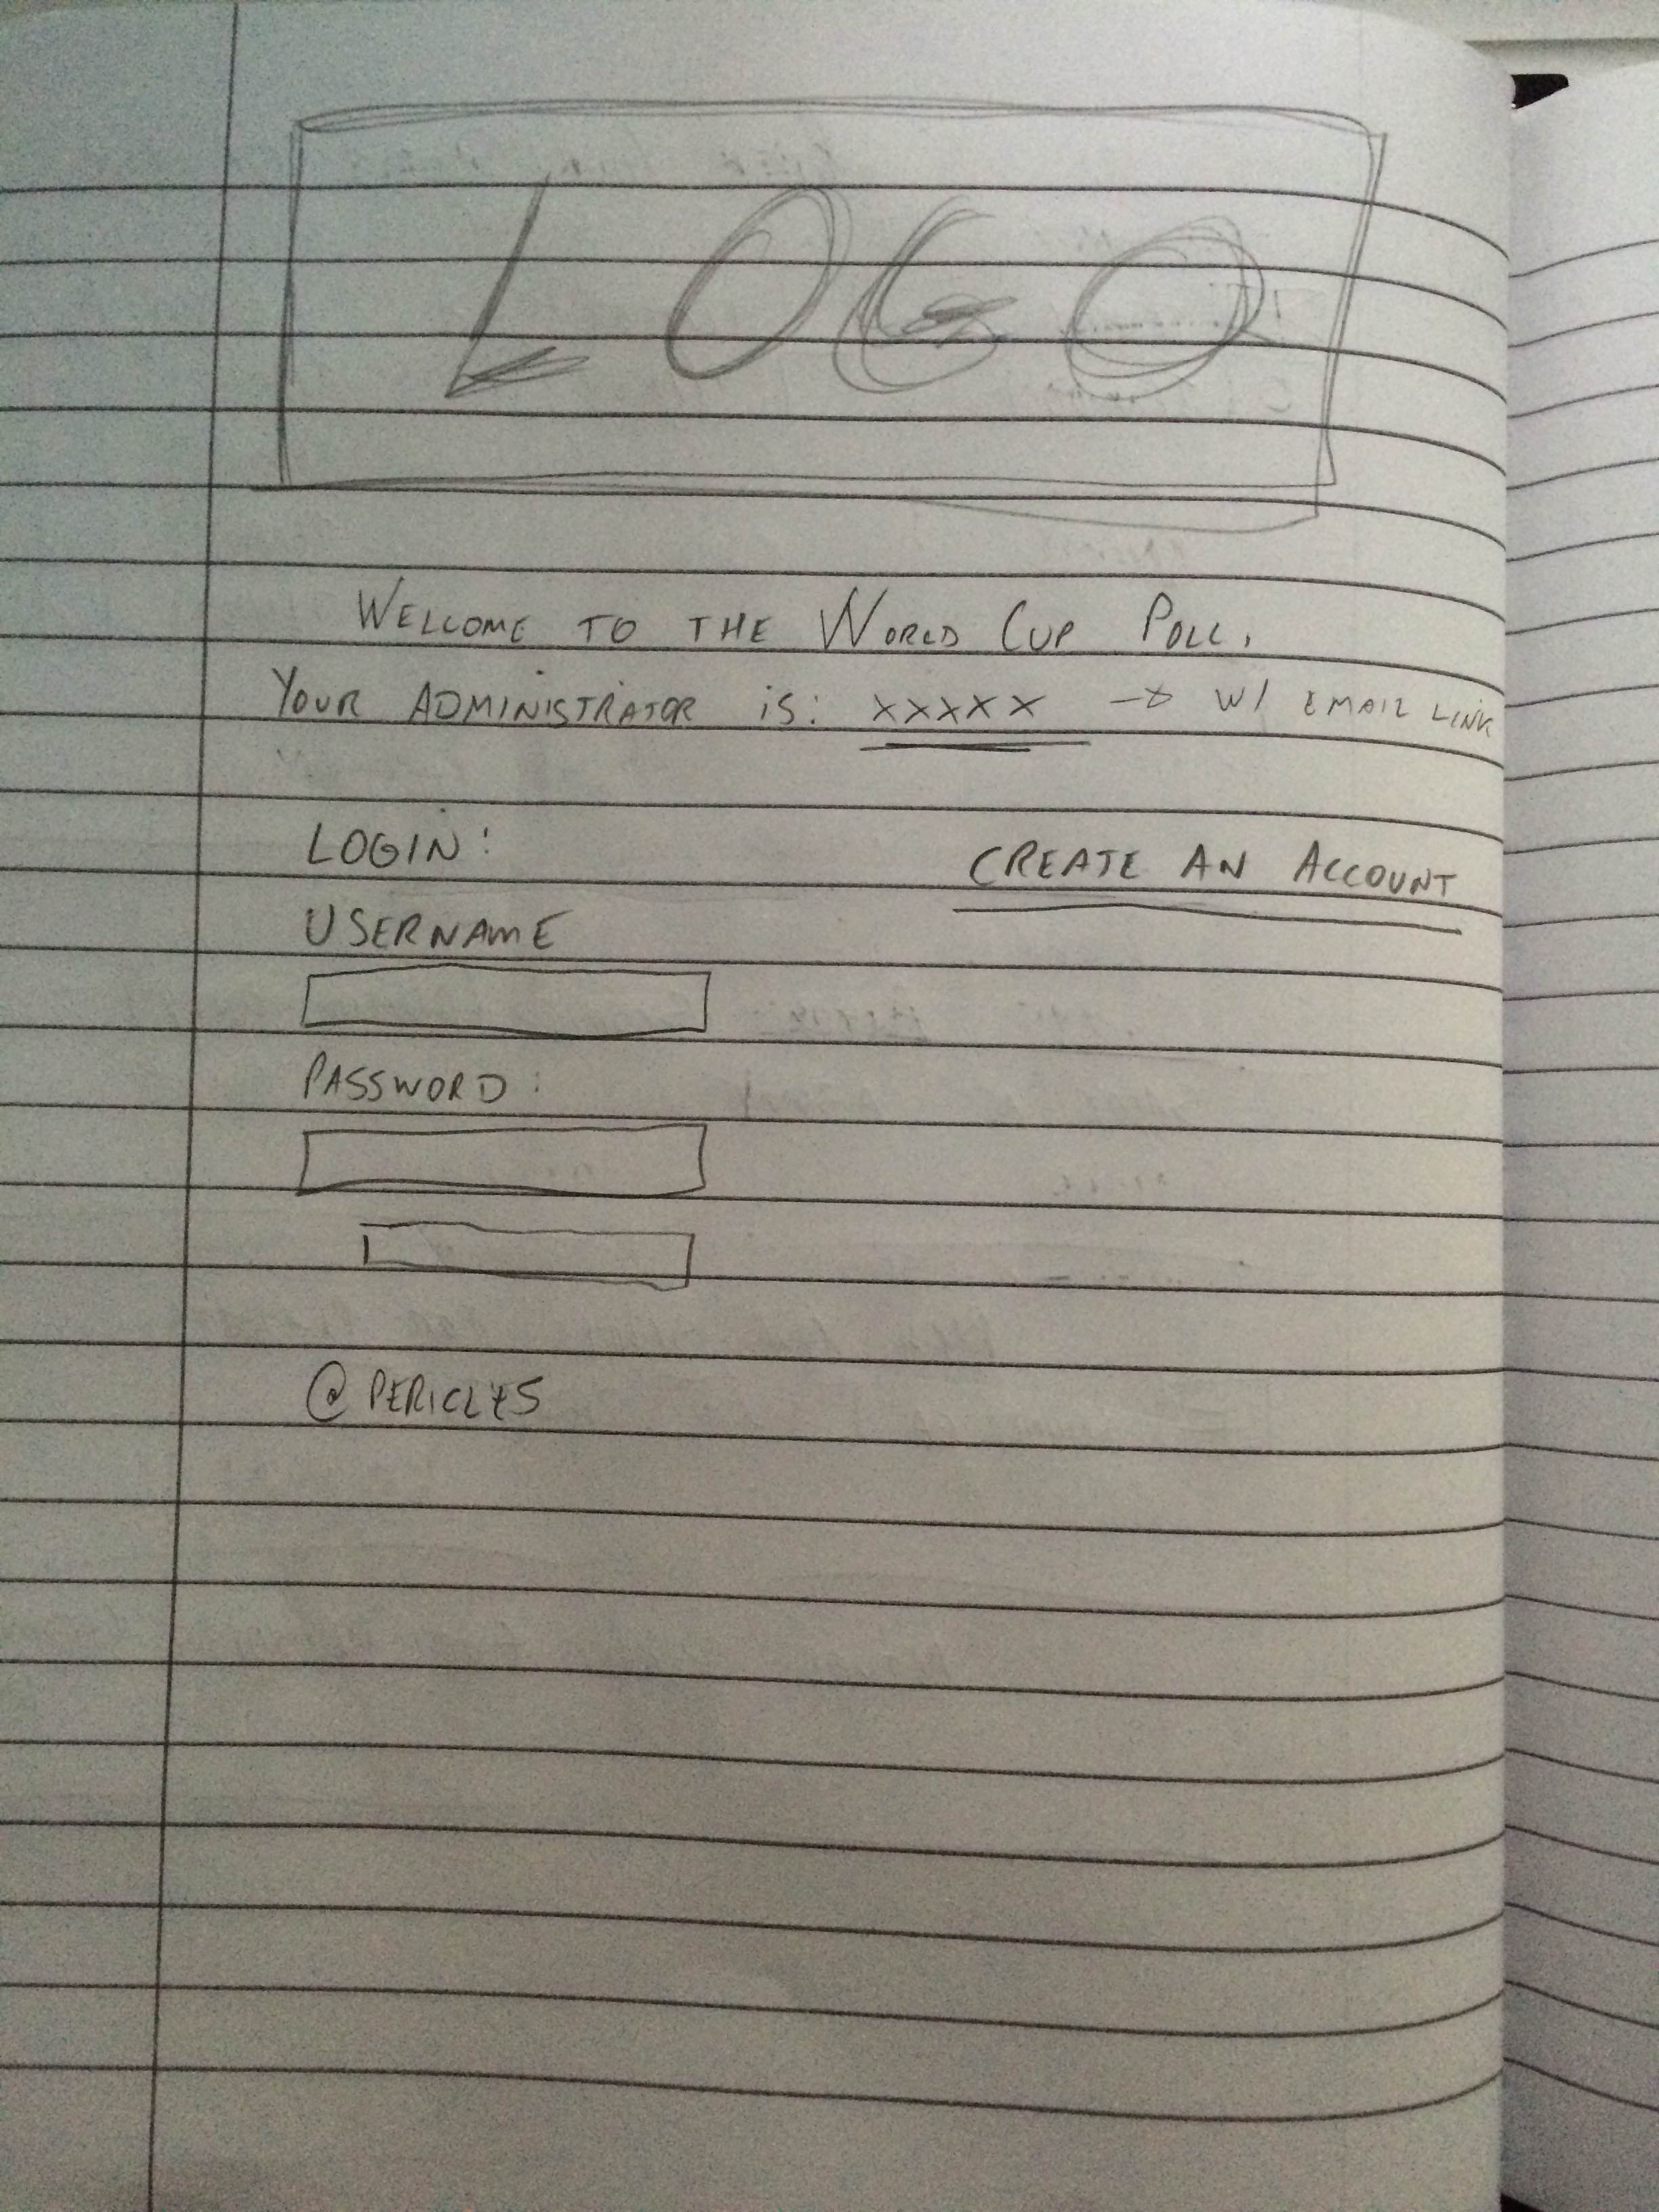 LOGO
WELCOME TO THE WORLD CUP POLL,
YOUR ADMINISTRATOR IS: XXXXX → W/ EMAIL LINK
LOGIN:
CREATE AN ACCOUNT
USERNAME
PASSWORD:
@PERICLES